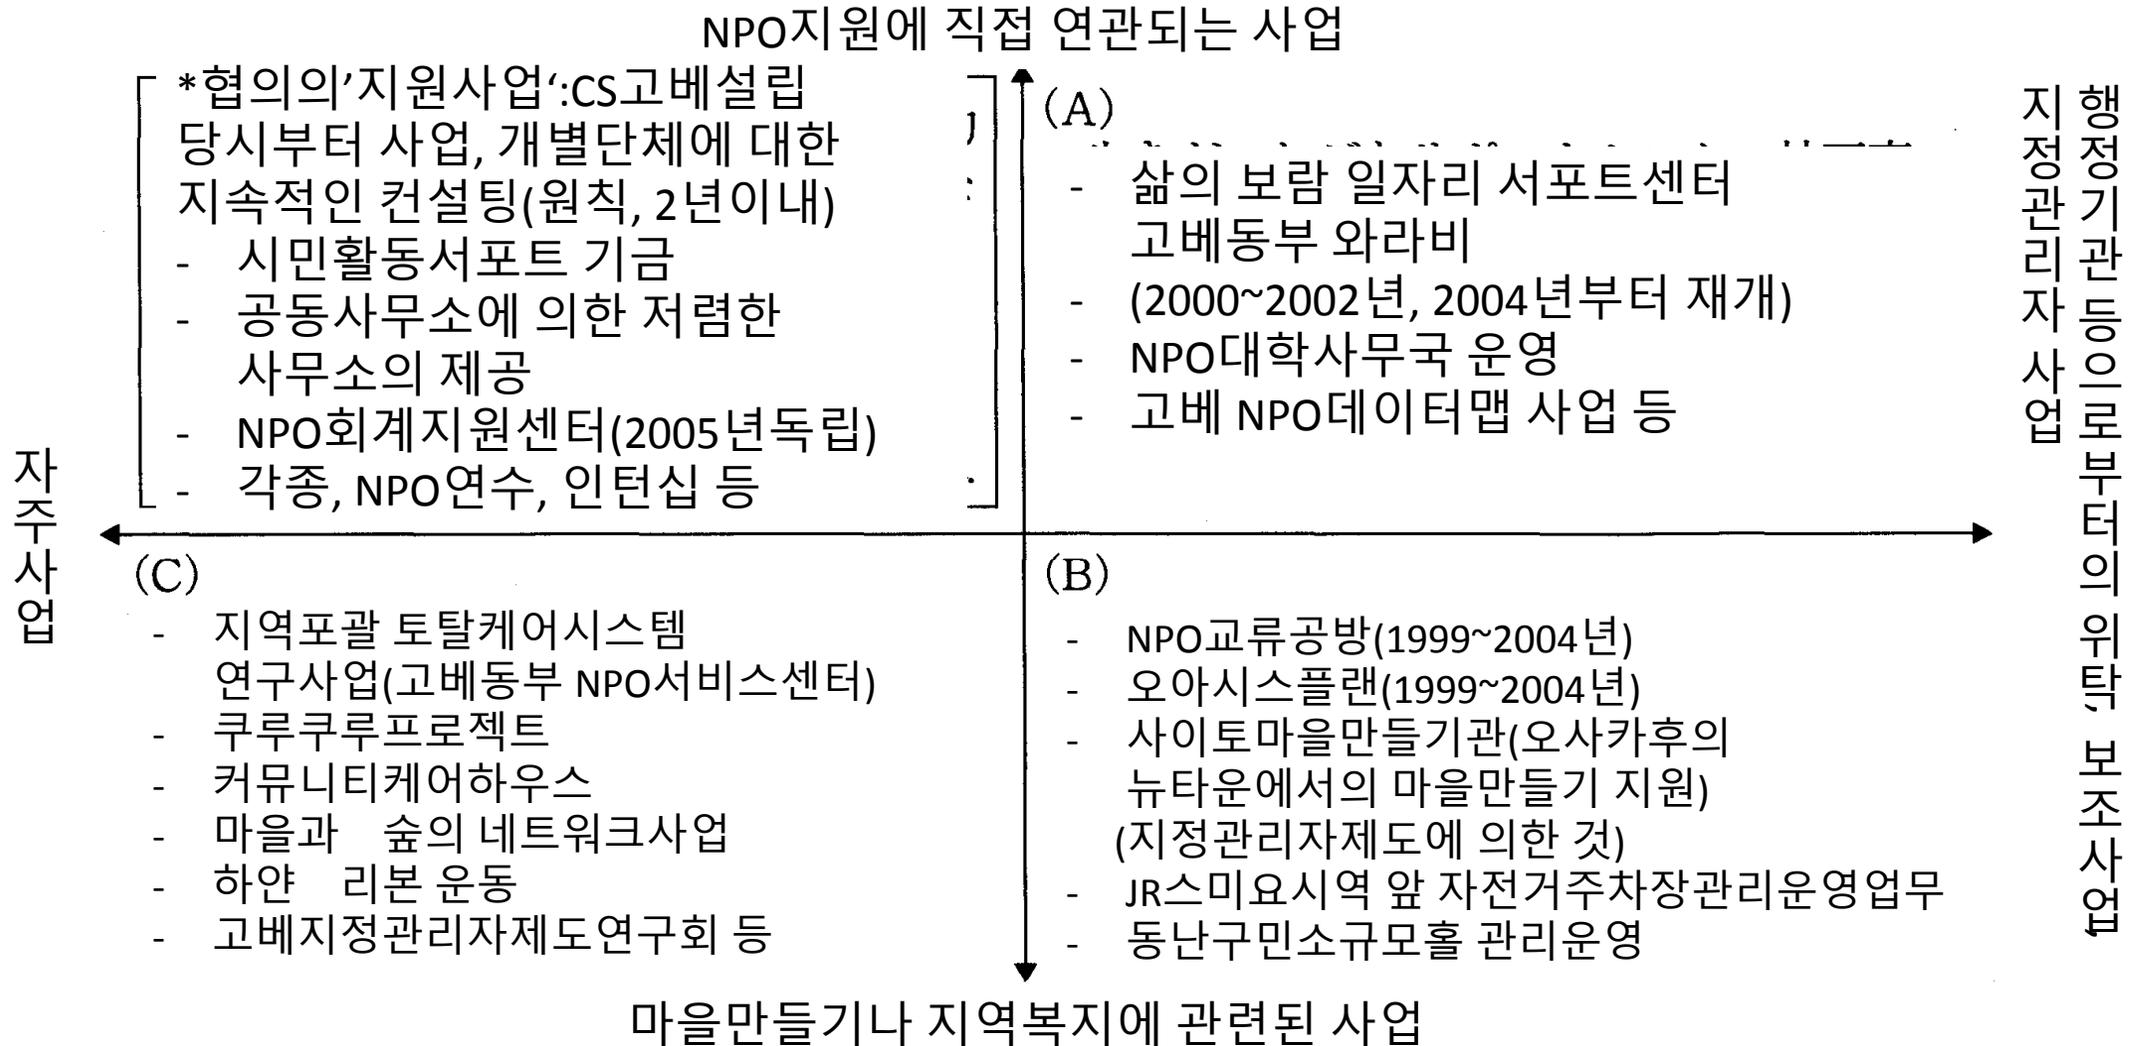 NPO지원에 직접 연관되는 사업
*협의의’지원사업‘:CS고베설립
당시부터 사업, 개별단체에 대한
지속적인 컨설팅(원칙, 2년이내)
- 시민활동서포트 기금
- 공동사무소에 의한 저렴한
사무소의 제공
- NPO회계지원센터(2005년독립)
- 각종, NPO연수, 인턴십 등
(A)
- 삶의 보람 일자리 서포트센터
고베동부 와라비
- (2000~2002년, 2004년부터 재개)
- NPO대학사무국 운영
- 고베 NPO데이터맵 사업 등
행정기관 등으로부터의 위탁, 보조사업,
지정관리자 사업
자주사업
(C)
- 지역포괄 토탈케어시스템
연구사업(고베동부 NPO서비스센터)
- 쿠루쿠루프로젝트
- 커뮤니티케어하우스
- 마을과 숲의 네트워크사업
- 하얀 리본 운동
- 고베지정관리자제도연구회 등
(B)
- NPO교류공방(1999~2004년)
- 오아시스플랜(1999~2004년)
- 사이토마을만들기관(오사카후의
뉴타운에서의 마을만들기 지원)
(지정관리자제도에 의한 것)
- JR스미요시역 앞 자전거주차장관리운영업무
- 동난구민소규모홀 관리운영
마을만들기나 지역복지에 관련된 사업